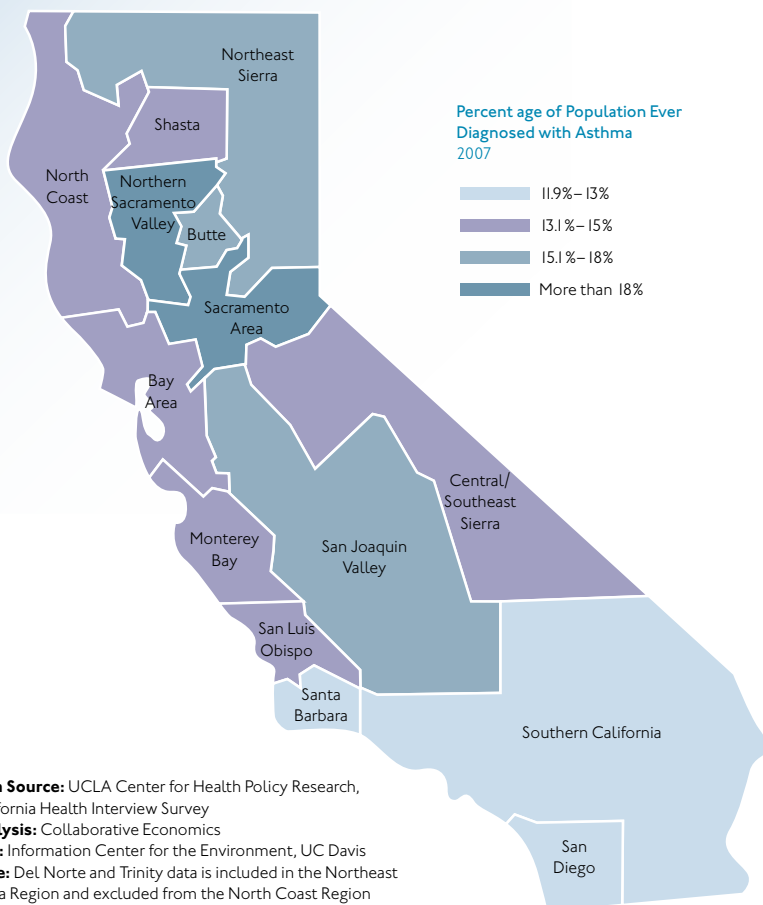 Northeast
Sierra
Shasta
North
Coast
Northern
Sacramento
Valley
Butte
Sacramento
Area
Bay
Area
Central/
Southeast
Sierra
Monterey
Bay
San Joaquin
Valley
San Luis
Obispo
Santa
Barbara
Southern California
San
Diego
Percent age of Population Ever
Diagnosed with Asthma
2007
11.9%–13%
13.1%–15%
15.1%–18%
More than 18%
Source: UCLA Center for Health Policy Research,
fornia Health Interview Survey
lysis: Collaborative Economics
: Information Center for the Environment, UC Davis
e: Del Norte and Trinity data is included in the Northeast
a Region and excluded from the North Coast Region